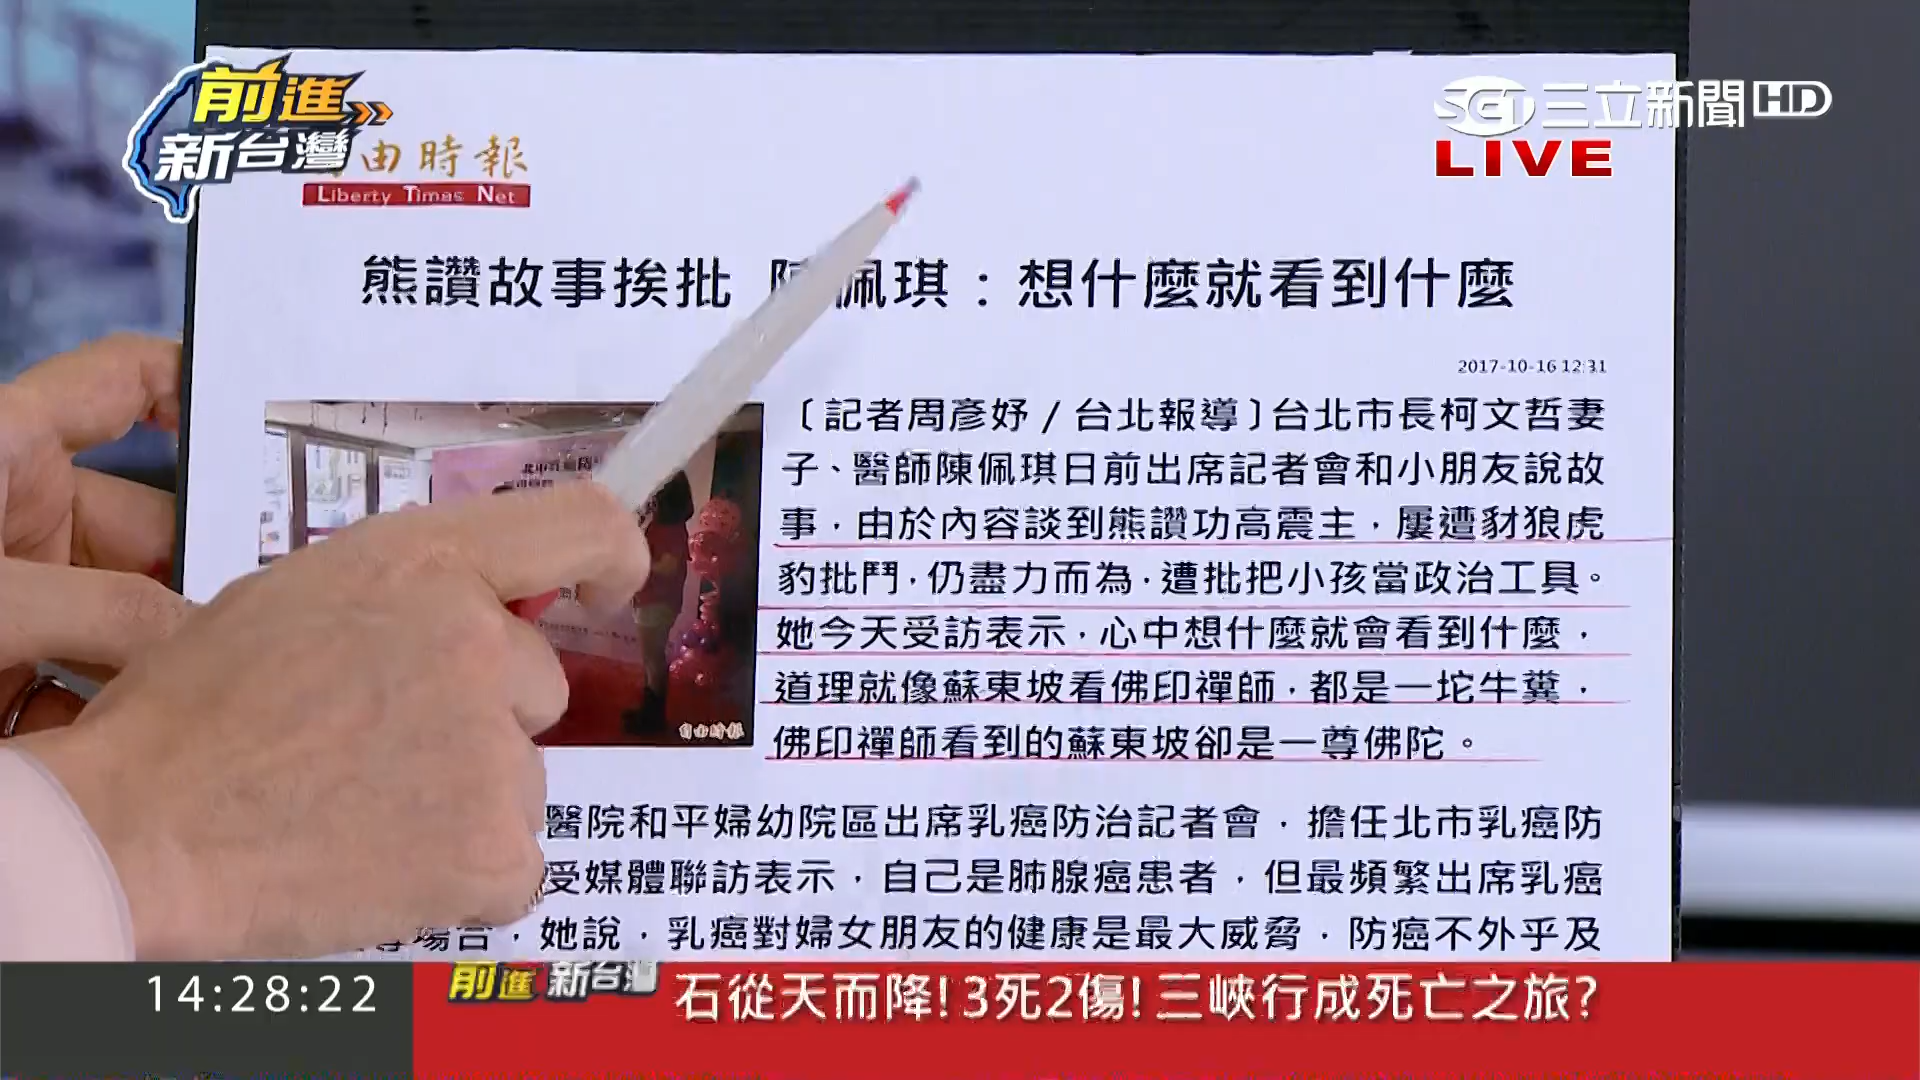 前進
新台灣
SET三立新聞HD
LIVE
由時報
Liberty Times Net
熊讚故事挨批 陳佩琪：想什麼就看到什麼
2017-10-16 12:31
〔記者周彥妤／台北報導〕台北市長柯文哲妻
子、醫師陳佩琪日前出席記者會和小朋友說故
事，由於內容談到熊讚功高震主，屢遭豺狼虎
豹批鬥，仍盡力而為，遭批把小孩當政治工具。
她今天受訪表示，心中想什麼就會看到什麼，
道理就像蘇東坡看佛印禪師，都是一坨牛糞，
佛印禪師看到的蘇東坡卻是一尊佛陀。
自由時報
醫院和平婦幼院區出席乳癌防治記者會，擔任北市乳癌防
受媒體聯訪表示，自己是肺腺癌患者，但最頻繁出席乳癌
場合，她說，乳癌對婦女朋友的健康是最大威脅，防癌不外乎及
14:28:22
前進新台灣
石從天而降!3死2傷!三峽行成死亡之旅?